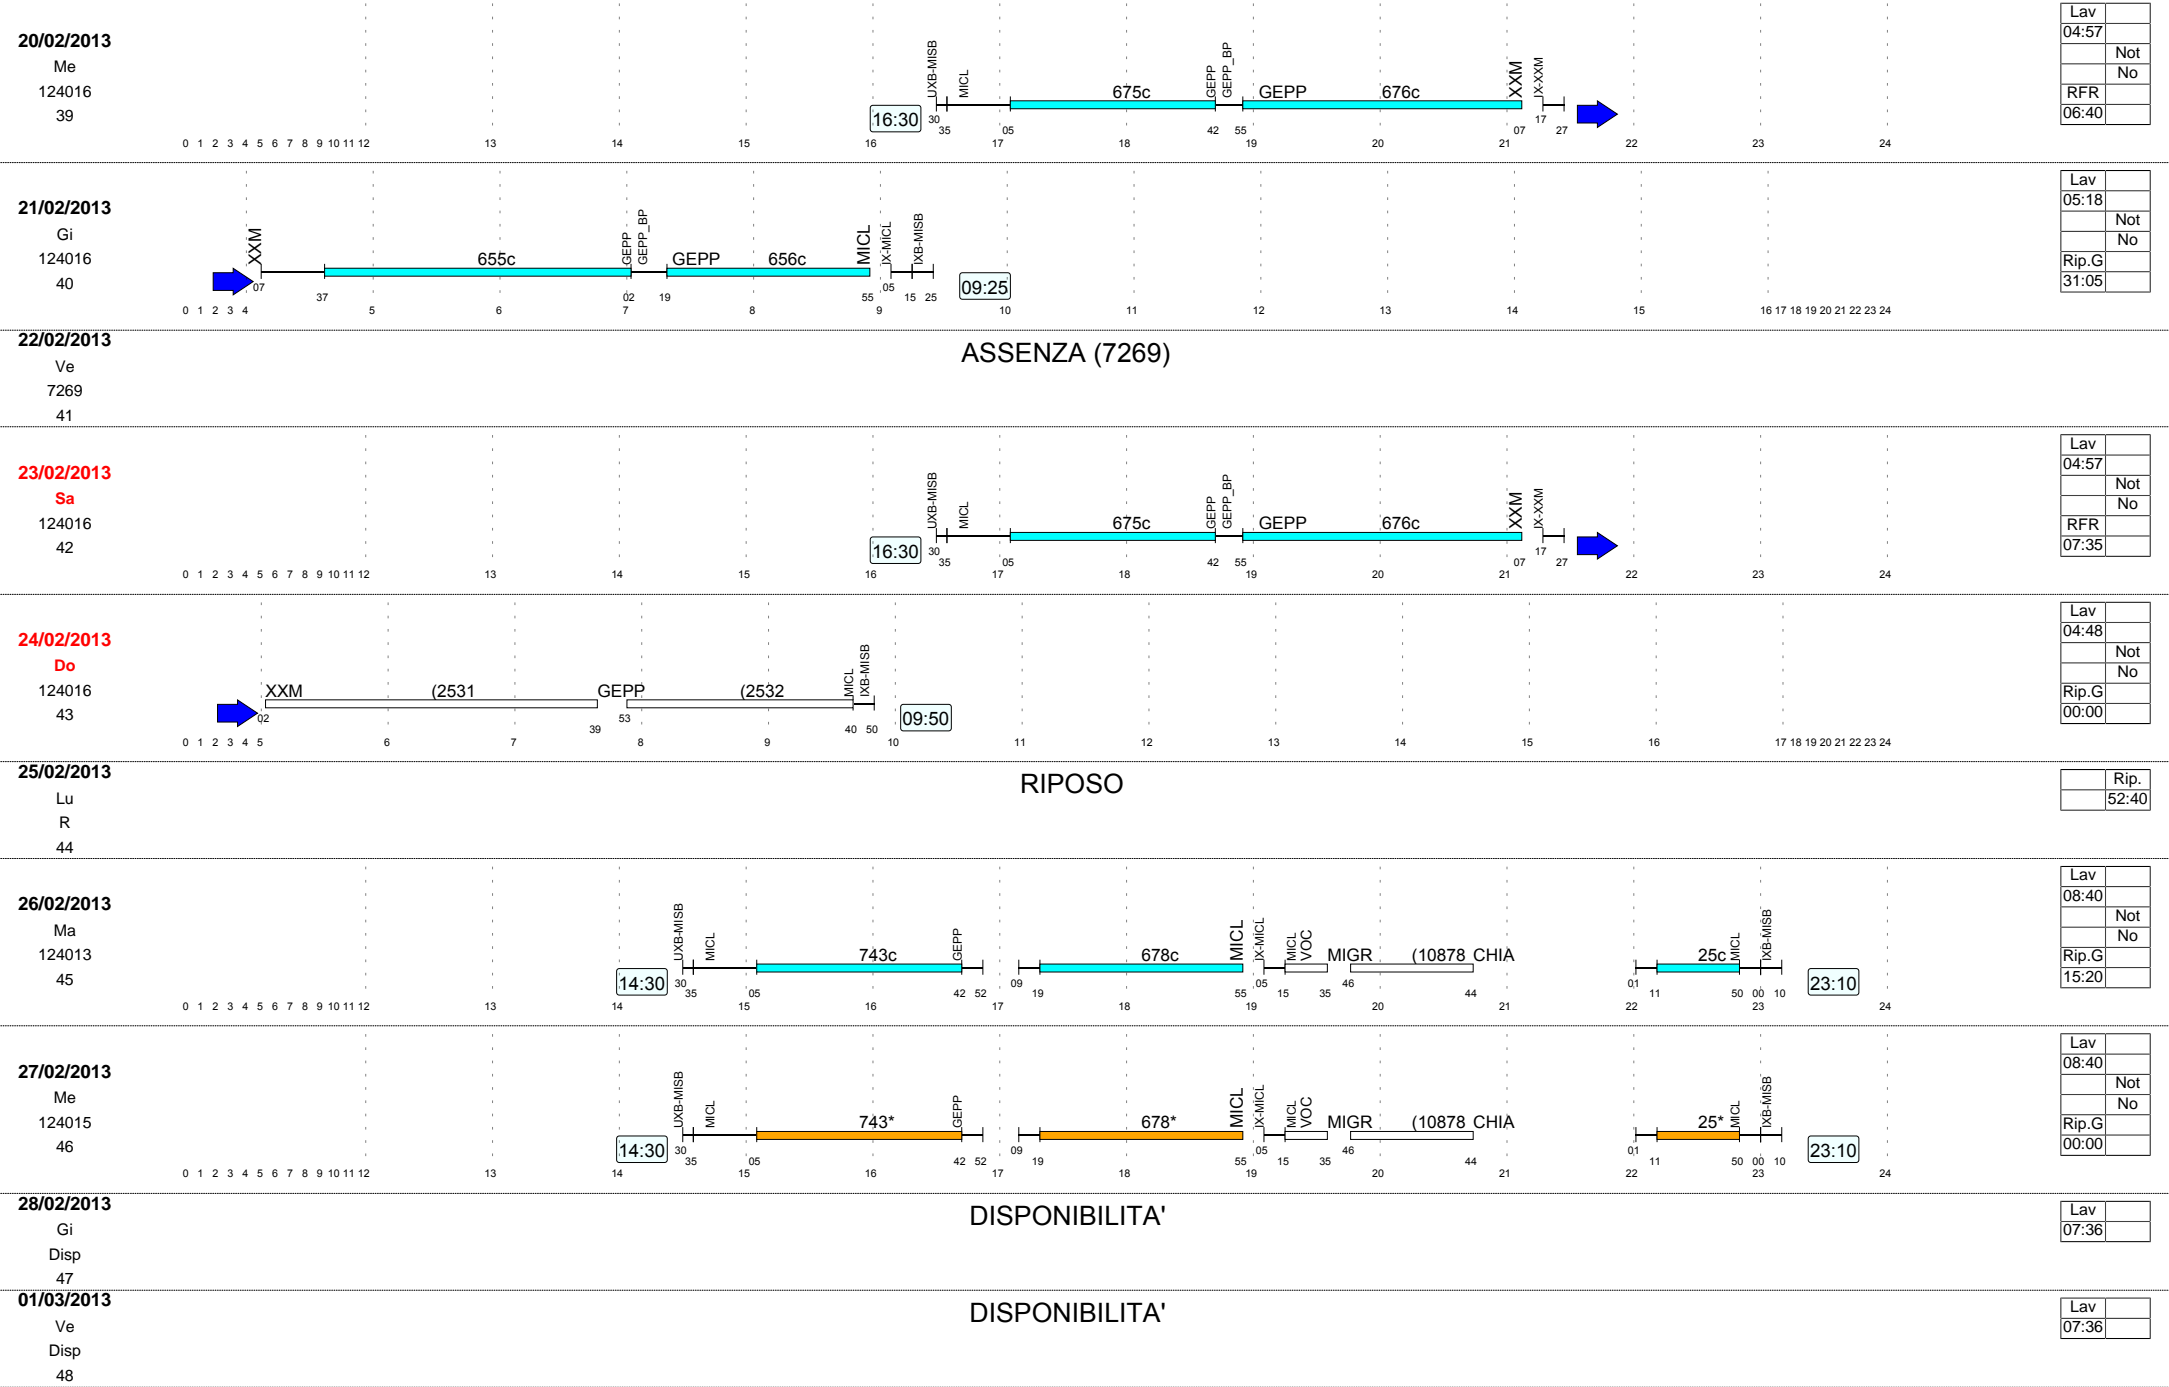 20/02/2013
Me
124016
39
16:30
UXB-MISB
MICL
675c
GEPP
GEPP_BP
GEPP
676c
XXM
IX-XXM
30 35 05 42 55 07 17 27
0 1 2 3 4 5 6 7 8 9 10 11 12 13 14 15 16 17 18 19 20 21 22 23 24
Lav
04:57
Not
No
RFR
06:40
21/02/2013
Gi
124016
40
XXM
655c
GEPP
GEPP_BP
GEPP
656c
MICL
IX-MICL
IXB-MISB
09:25
07 37 02 19 55 05 15 25
0 1 2 3 4 5 6 7 8 9 10 11 12 13 14 15 16 17 18 19 20 21 22 23 24
Lav
05:18
Not
No
Rip.G
31:05
22/02/2013
Ve
7269
41
ASSENZA (7269)
23/02/2013
Sa
124016
42
16:30
UXB-MISB
MICL
675c
GEPP
GEPP_BP
GEPP
676c
XXM
IX-XXM
30 35 05 42 55 07 17 27
0 1 2 3 4 5 6 7 8 9 10 11 12 13 14 15 16 17 18 19 20 21 22 23 24
Lav
04:57
Not
No
RFR
07:35
24/02/2013
Do
124016
43
XXM
(2531
GEPP
(2532
MICL
IXB-MISB
09:50
02 39 53 40 50
0 1 2 3 4 5 6 7 8 9 10 11 12 13 14 15 16 17 18 19 20 21 22 23 24
Lav
04:48
Not
No
Rip.G
00:00
25/02/2013
Lu
R
44
RIPOSO
Rip.
52:40
26/02/2013
Ma
124013
45
14:30
UXB-MISB
MICL
743c
GEPP
678c
MICL
IX-MICL
MICL
VOC
MIGR
(10878
CHIA
25c
MICL
IXB-MISB
23:10
30 35 05 42 52 09 19 55 05 15 35 46 44 01 11 50 00 10
0 1 2 3 4 5 6 7 8 9 10 11 12 13 14 15 16 17 18 19 20 21 22 23 24
Lav
08:40
Not
No
Rip.G
15:20
27/02/2013
Me
124015
46
14:30
UXB-MISB
MICL
743*
GEPP
678*
MICL
IX-MICL
MICL
VOC
MIGR
(10878
CHIA
25*
MICL
IXB-MISB
23:10
30 35 05 42 52 09 19 55 05 15 35 46 44 01 11 50 00 10
0 1 2 3 4 5 6 7 8 9 10 11 12 13 14 15 16 17 18 19 20 21 22 23 24
Lav
08:40
Not
No
Rip.G
00:00
28/02/2013
Gi
Disp
47
DISPONIBILITA'
Lav
07:36
01/03/2013
Ve
Disp
48
DISPONIBILITA'
Lav
07:36